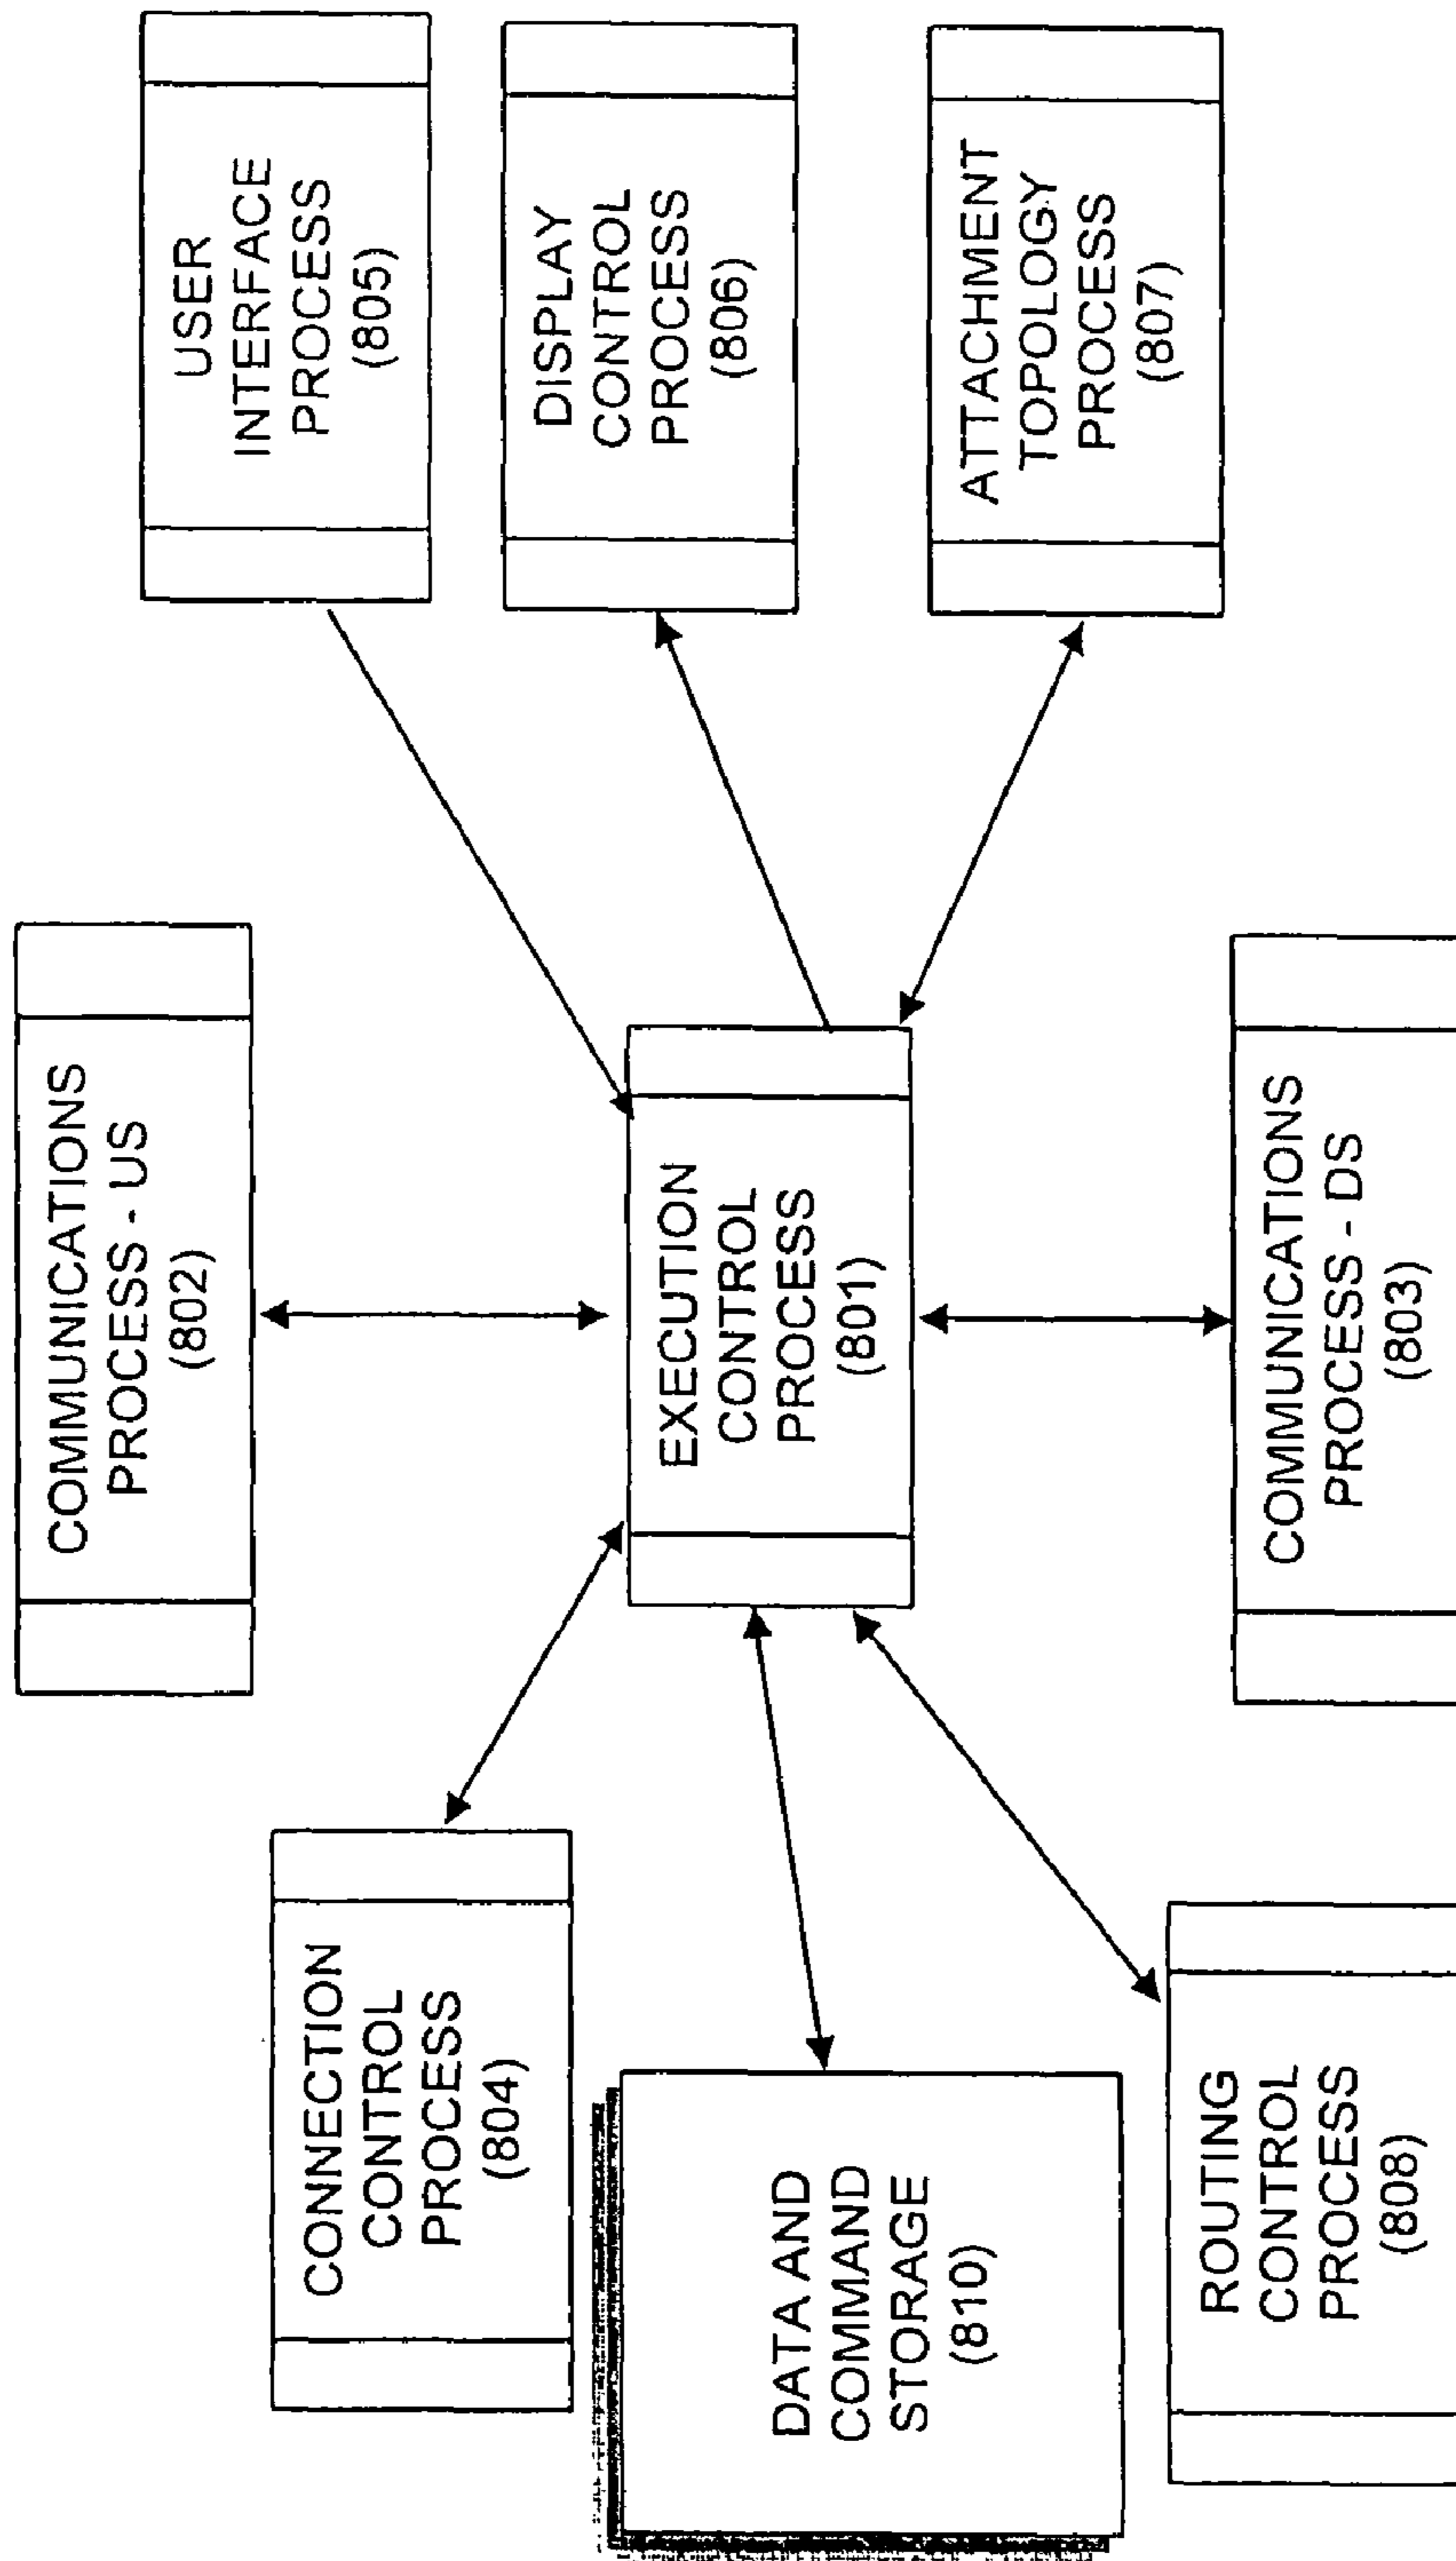 COMMUNICATIONS
PROCESS - US
(802)
CONNECTION
CONTROL
PROCESS
(804)
USER
INTERFACE
PROCESS
(805)
DATA AND
COMMAND
STORAGE
(810)
EXECUTION
CONTROL
PROCESS
(801)
DISPLAY
CONTROL
PROCESS
(806)
ROUTING
CONTROL
PROCESS
(808)
COMMUNICATIONS
PROCESS - DS
(803)
ATTACHMENT
TOPOLOGY
PROCESS
(807)